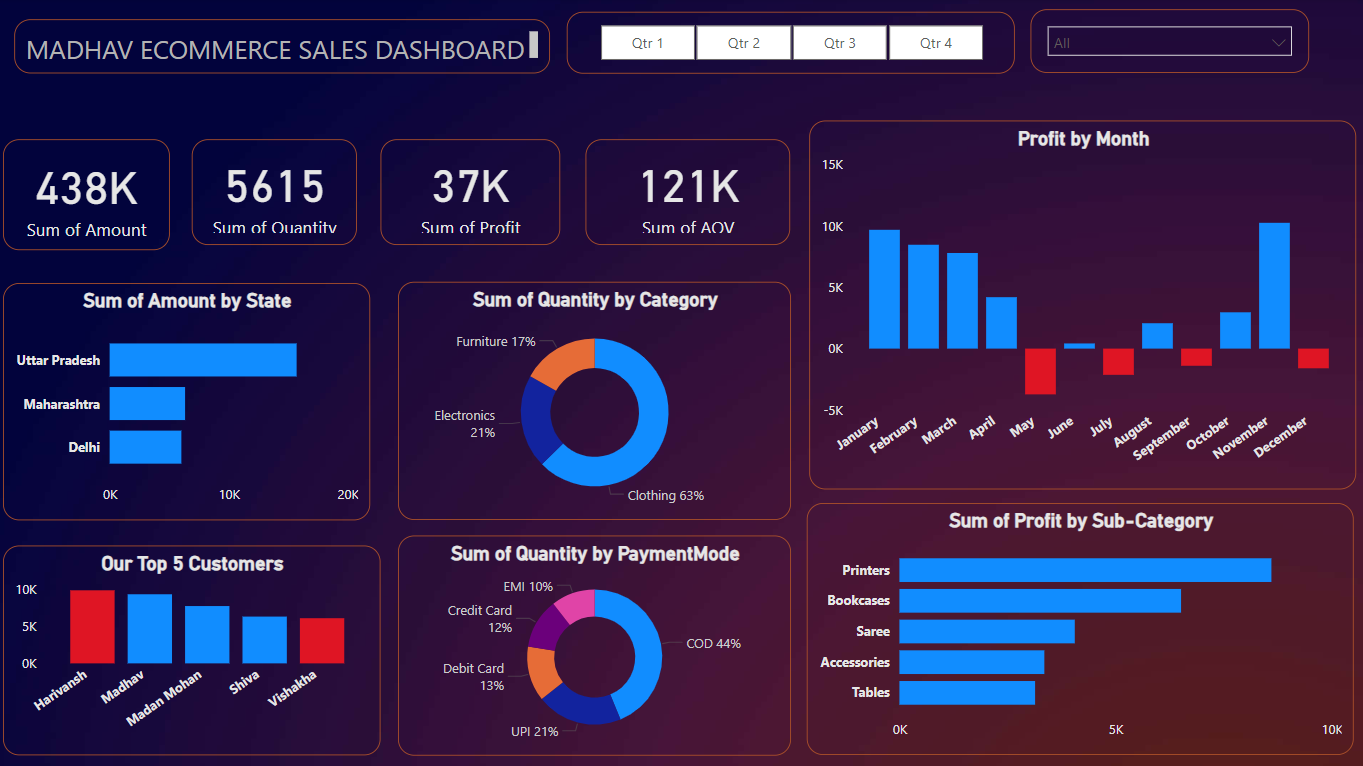 MADHAV ECOMMERCE SALES DASHBOARD
Qtr 1
Qtr 2
Qtr 3
Qtr 4
All
438K
Sum of Amount
5615
Sum of Quantity
37K
Sum of Profit
121K
Sum of AOV
Profit by Month
15K
10K
5K
0K
-5K
January
February
March
April
May
June
July
August
September
October
November
December
Sum of Amount by State
Uttar Pradesh
Maharashtra
Delhi
0K
10K
20K
Sum of Quantity by Category
Furniture 17%
Electronics
21%
Clothing 63%
Our Top 5 Customers
10K
5K
0K
Harivansh
Madhav
Madan Mohan
Shiva
Vishakha
Sum of Quantity by PaymentMode
EMI 10%
Credit Card
12%
Debit Card
13%
UPI 21%
COD 44%
Sum of Profit by Sub-Category
Printers
Bookcases
Saree
Accessories
Tables
0K
5K
10K